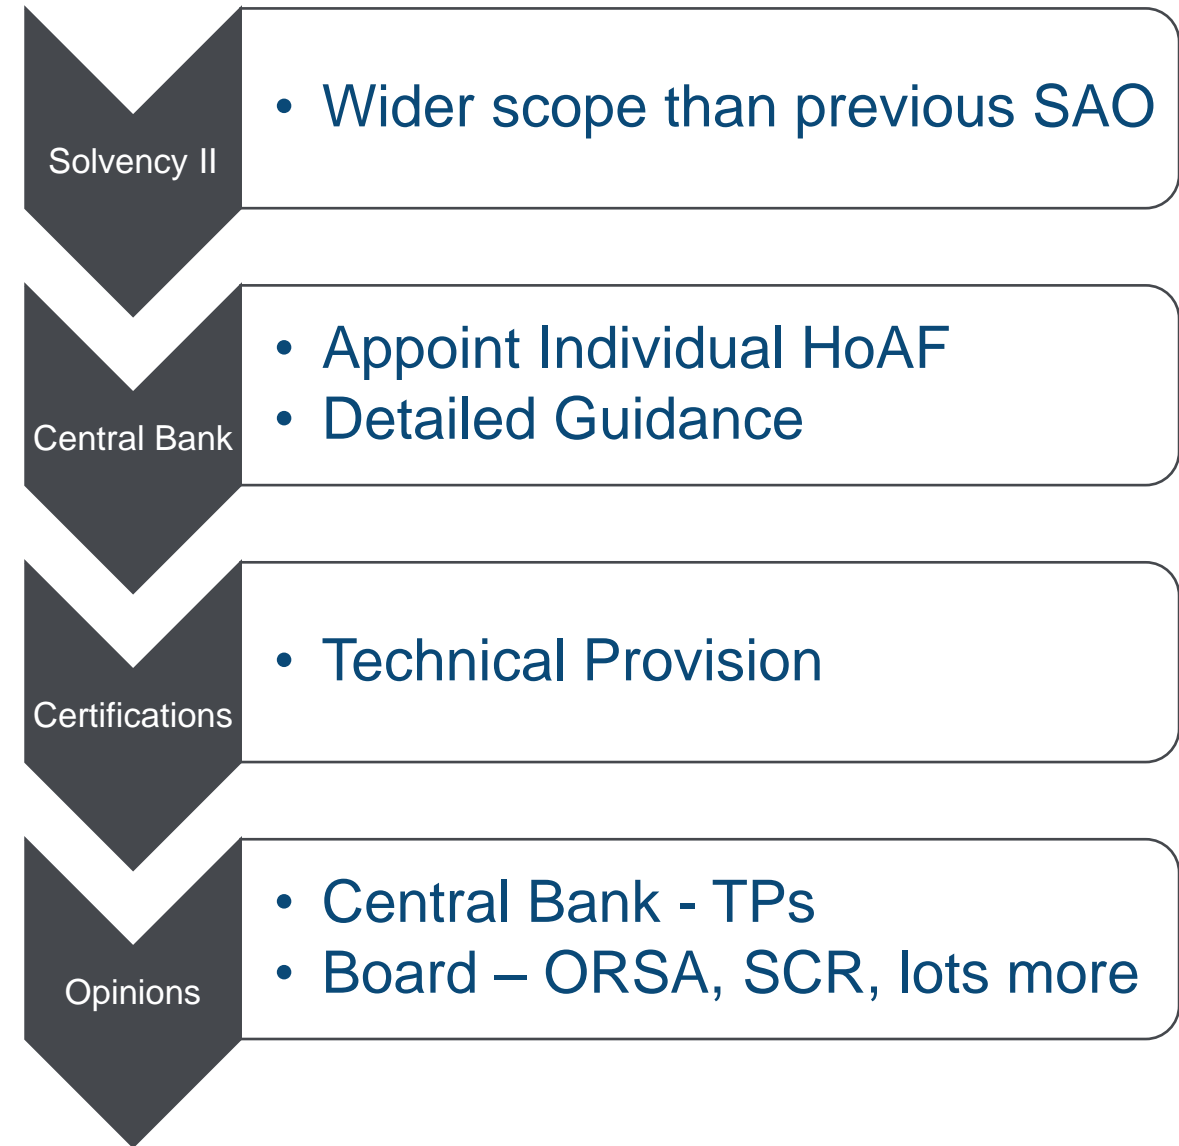 Solvency II
• Wider scope than previous SAO
Central Bank
• Appoint Individual HoAF
• Detailed Guidance
Certifications
• Technical Provision
Opinions
• Central Bank - TPs
• Board – ORSA, SCR, lots more